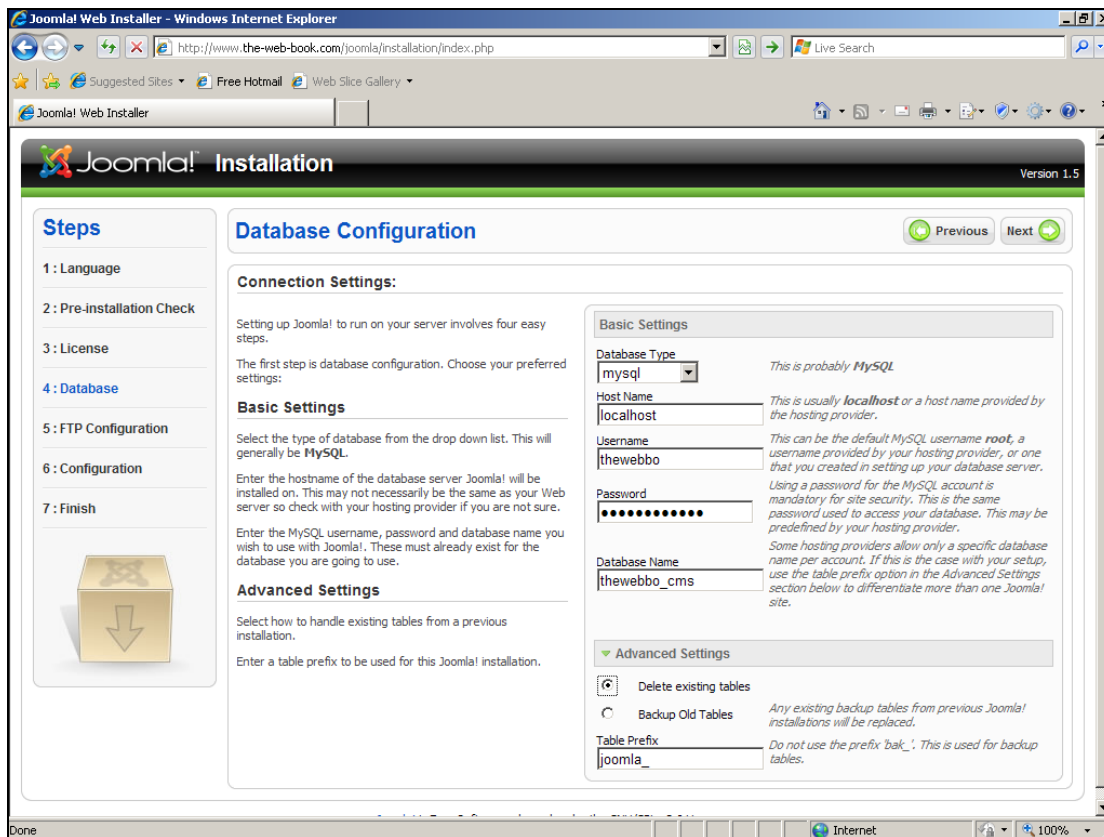 Joomla! Web Installer - Windows Internet Explorer
http://www.the-web-book.com/joomla/installation/index.php
Live Search
Suggested Sites
Free Hotmail
Web Slice Gallery
Joomla! Web Installer
Joomla!™ Installation
Version 1.5
Steps
1 : Language
2 : Pre-installation Check
3 : License
4 : Database
5 : FTP Configuration
6 : Configuration
7 : Finish
Database Configuration
Previous
Next
Connection Settings:
Setting up Joomla! to run on your server involves four easy
steps.
The first step is database configuration. Choose your preferred
settings:
Basic Settings
Select the type of database from the drop down list. This will
generally be MySQL.
Enter the hostname of the database server Joomla! will be
installed on. This may not necessarily be the same as your Web
server so check with your hosting provider if you are not sure.
Enter the MySQL username, password and database name you
wish to use with Joomla!. These must already exist for the
database you are going to use.
Advanced Settings
Select how to handle existing tables from a previous
installation.
Enter a table prefix to be used for this Joomla! installation.
Basic Settings
Database Type
mysql
This is probably MySQL
Host Name
localhost
This is usually localhost or a host name provided by
the hosting provider.
Username
thewebbo
This can be the default MySQL username root, a
username provided by your hosting provider, or one
that you created in setting up your database server.
Password
●●●●●●●●●●●●
Using a password for the MySQL account is
mandatory for site security. This is the same
password used to access your database. This may be
predefined by your hosting provider.
Database Name
thewebbo_cms
Some hosting providers allow only a specific database
name per account. If this is the case with your setup,
use the table prefix option in the Advanced Settings
section below to differentiate more than one Joomla!
site.
Advanced Settings
Delete existing tables
Backup Old Tables
Any existing backup tables from previous Joomla!
installations will be replaced.
Table Prefix
joomla_
Do not use the prefix 'bak_'. This is used for backup
tables.
Done
Internet
100%